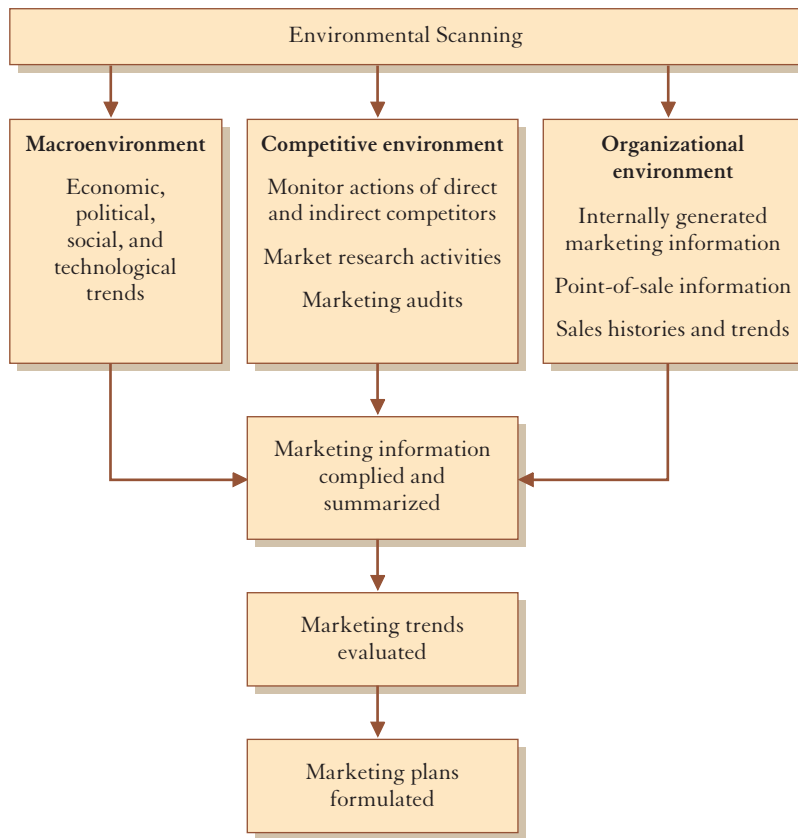 Environmental Scanning
Macroenvironment
Economic,
political,
social, and
technological
trends
Competitive environment
Monitor actions of direct
and indirect competitors
Market research activities
Marketing audits
Organizational
environment
Internally generated
marketing information
Point-of-sale information
Sales histories and trends
Marketing information
complied and
summarized
Marketing trends
evaluated
Marketing plans
formulated